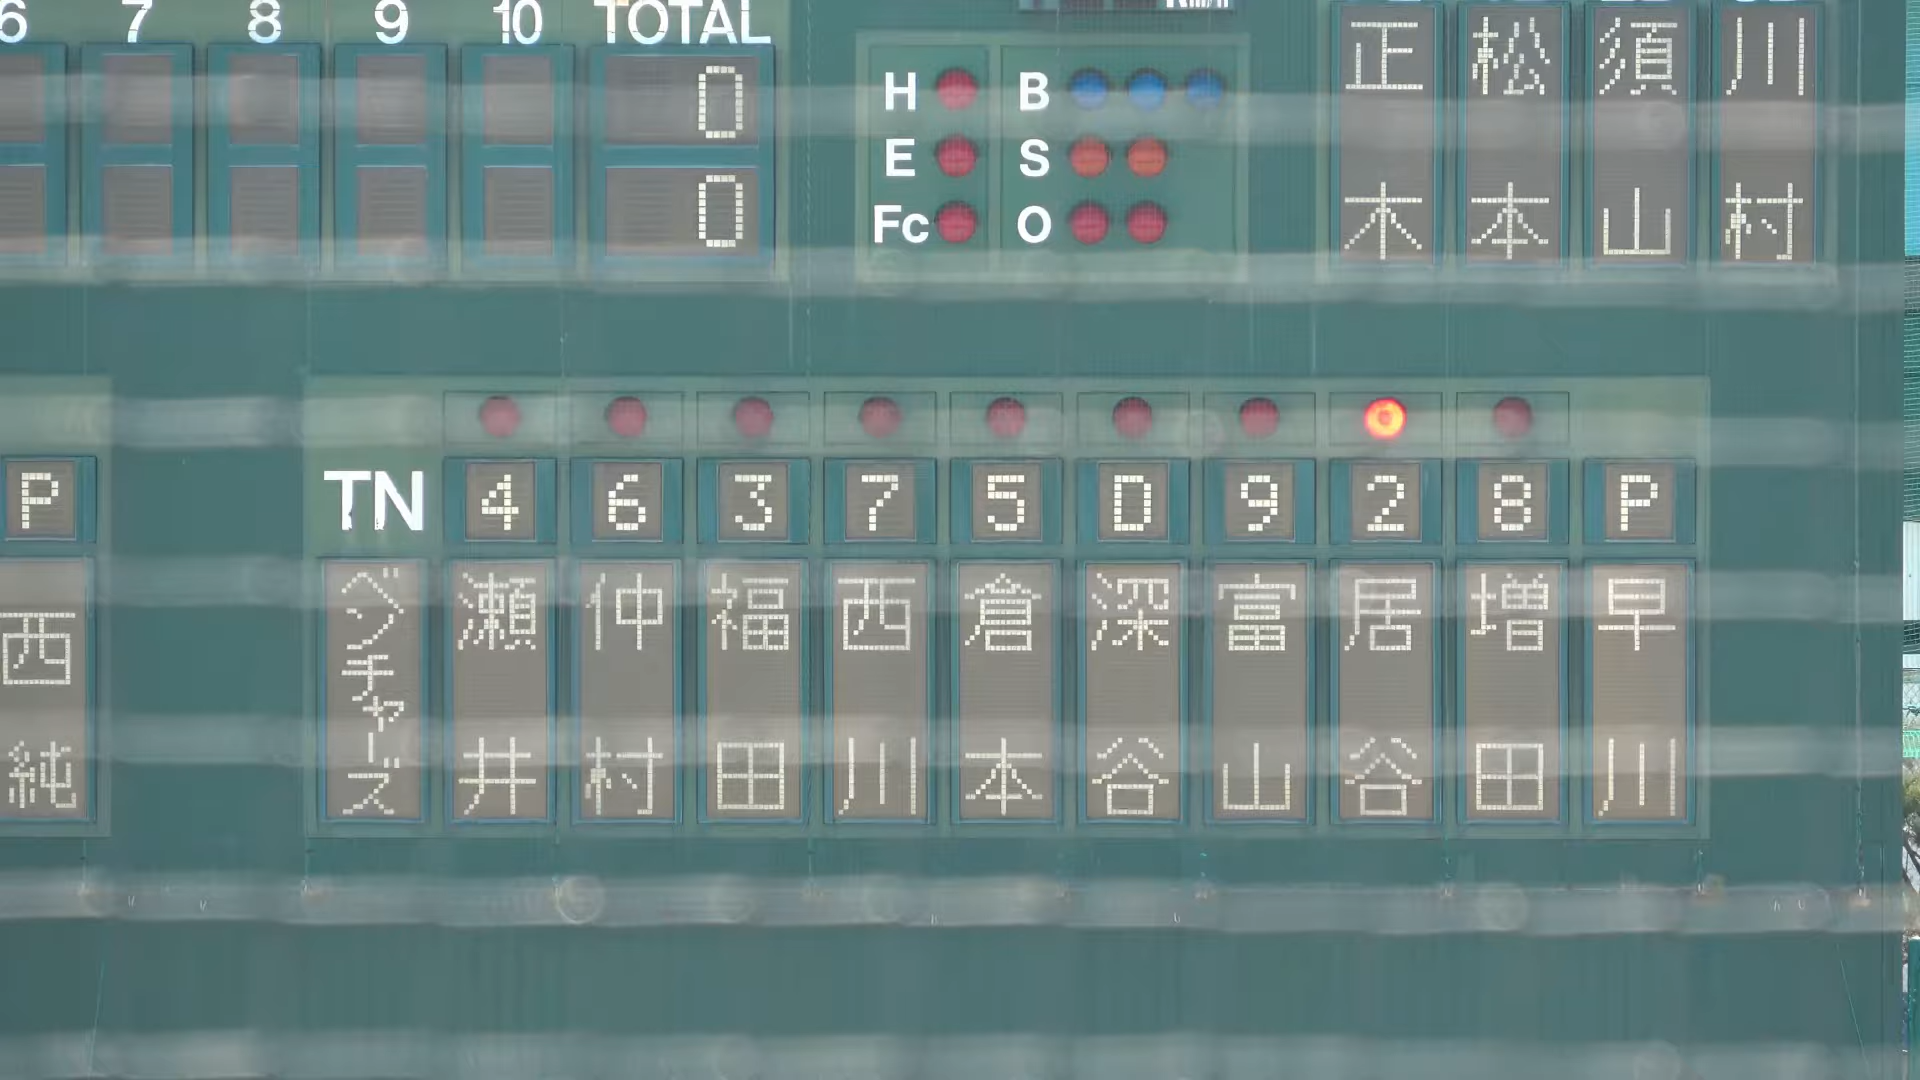 6 7 8 9 10 TOTAL
0
0
H B
E S
Fc O
正木
松本
須山
川村
P
西純
TN 4 6 3 7 5 D 9 2 8 P
ベンチャーズ
瀬井
仲村
福田
西川
倉本
深谷
富山
居谷
増田
早川